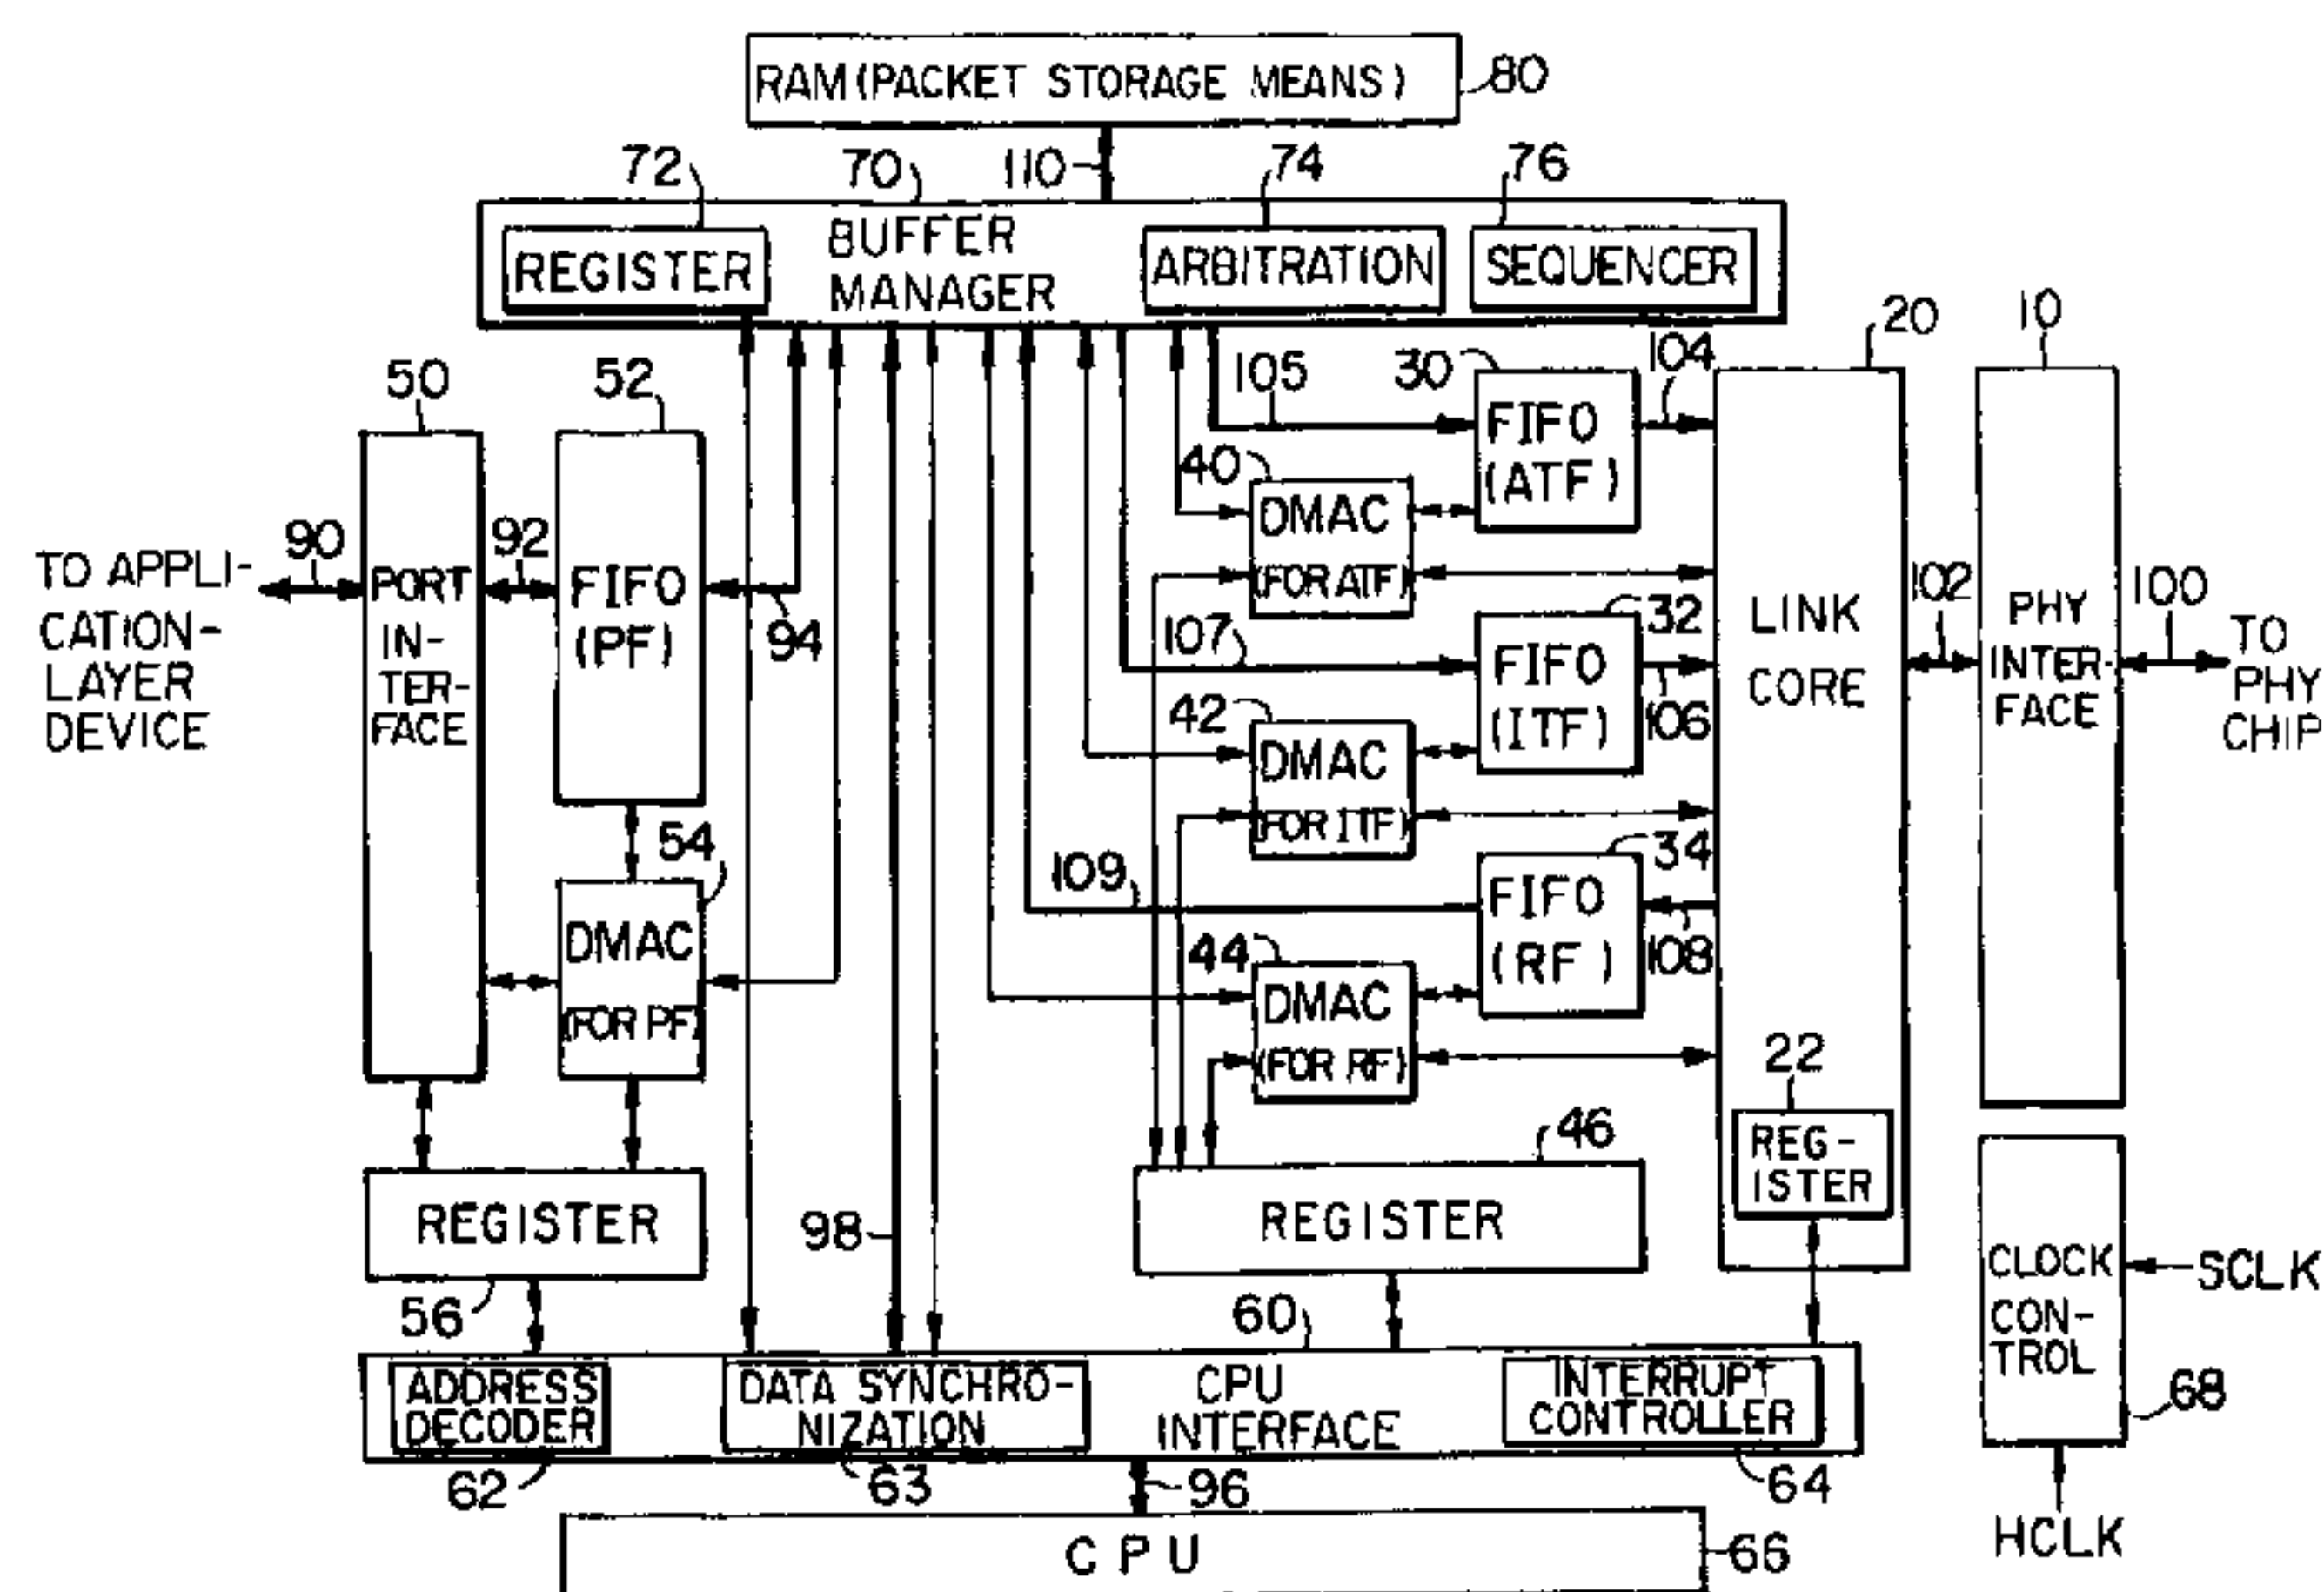 RAM (PACKET STORAGE MEANS)
80
72
70
110
74
76
BUFFER
MANAGER
REGISTER
ARBITRATION
SEQUENCER
20
10
50
52
105
30
104
FIFO
(ATF)
40
DMAC
(FOR ATF)
TO APPLI-
CATION-
LAYER
DEVICE
90
92
PORT
IN-
TER-
FACE
FIFO
(PF)
94
107
32
FIFO
(ITF)
106
LINK
CORE
102
PHY
INTER-
FACE
100
TO
PHY
CHIP
42
DMAC
(FOR ITF)
54
DMAC
(FOR PF)
109
34
FIFO
(RF)
108
44
DMAC
(FOR RF)
22
REG-
ISTER
46
REGISTER
REGISTER
56
98
60
CLOCK
CON-
TROL
SCLK
68
HCLK
ADDRESS
DECODER
62
DATA SYNCHRO-
NIZATION
63
CPU
INTERFACE
INTERRUPT
CONTROLLER
64
96
CPU
66